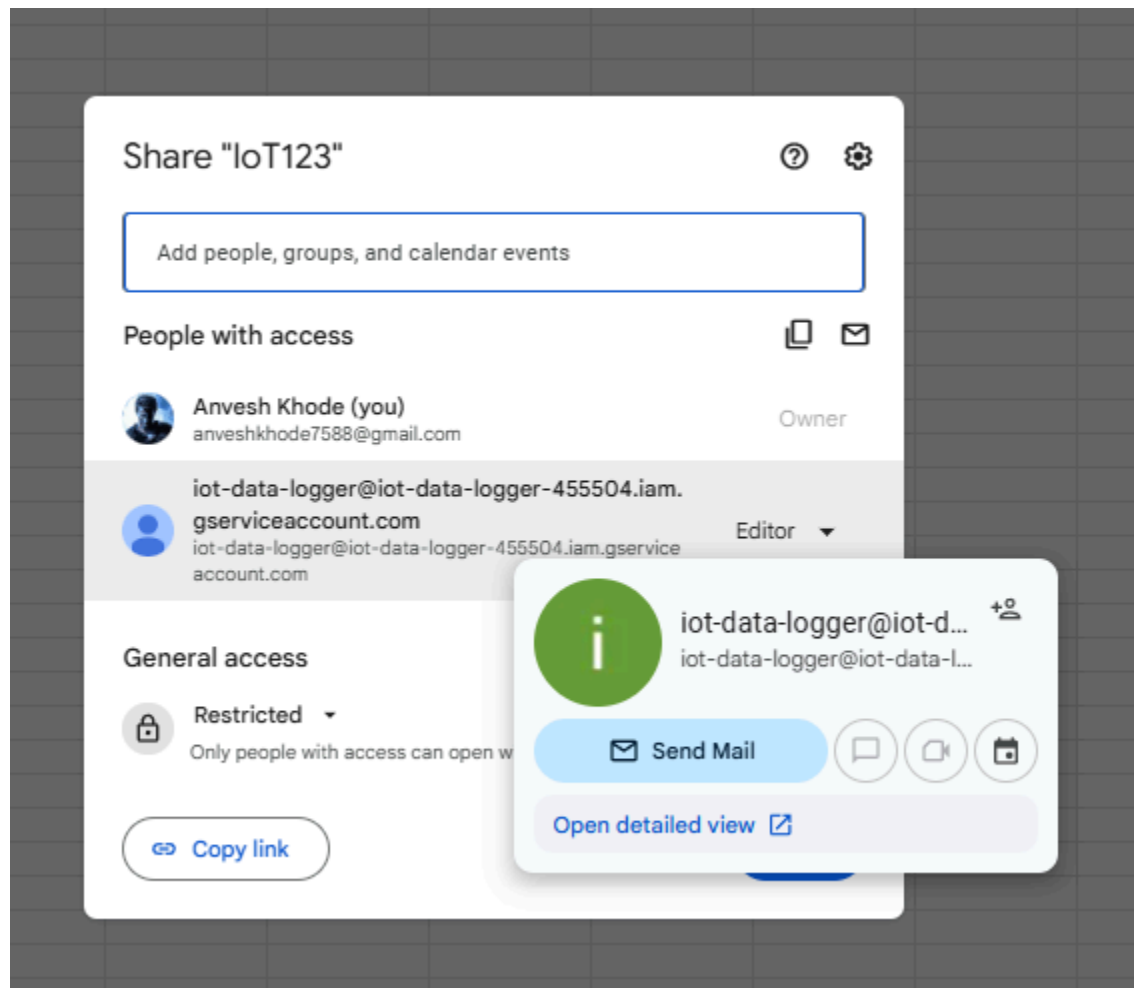 Share "IoT123"
Add people, groups, and calendar events
People with access
Anvesh Khode (you)
anveshkhode7588@gmail.com
Owner
iot-data-logger@iot-data-logger-455504.iam.
gserviceaccount.com
iot-data-logger@iot-data-logger-455504.iam.gservice
account.com
Editor
i
iot-data-logger@iot-d...
iot-data-logger@iot-data-l...
General access
Restricted
Only people with access can open w
Send Mail
Open detailed view
Copy link